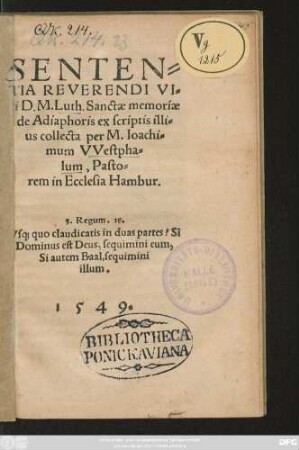 QK. 214.
Vg
1215
SENTEN=
TIA REVERENDI VI=
i D. M. Luth. Sanctæ memoriæ
de Adiaphoris ex scriptis illi=
us collecta per M. Ioachi=
mum VVestpha=
lum, Pasto=
rem in Ecclesia Hambur.
3. Regum. 18.
Vsq; quo claudicatis in duas partes? Si
Dominus est Deus, sequimini eum,
Si autem Baal, sequimini
illum.
1549.
BIBLIOTHECA
PONICKAVIANA